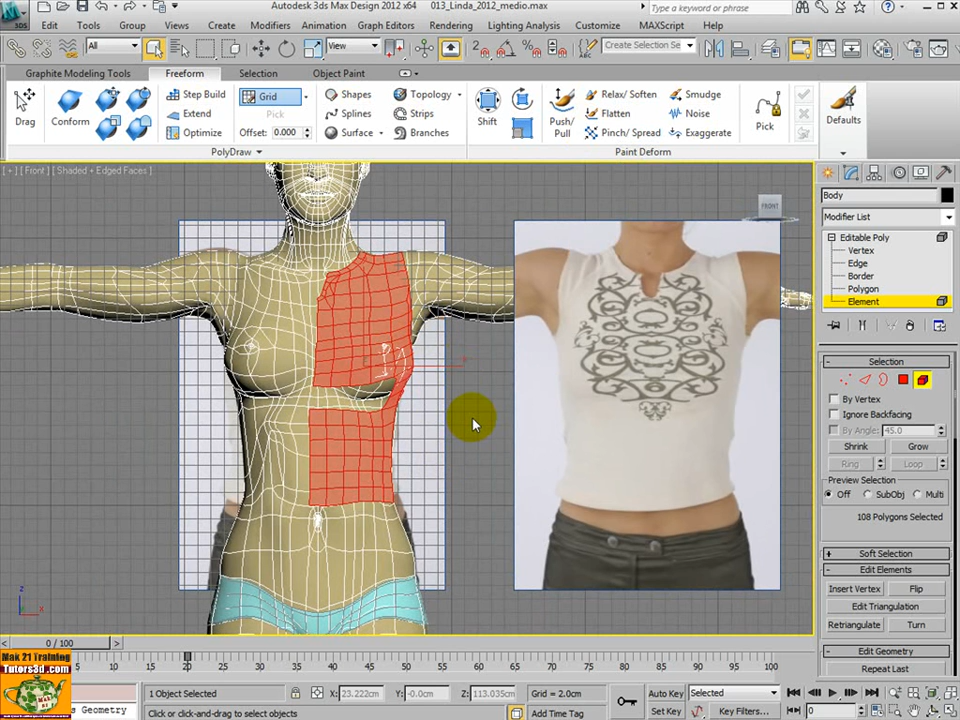 Autodesk 3ds Max Design 2012 x64 013_Linda_2012_medio.max
Type a keyword or phrase
3DS Edit Tools Group Views Create Modifiers Animation Graph Editors Rendering Lighting Analysis Customize MAXScript Help
All View Create Selection Se
Graphite Modeling Tools Freeform Selection Object Paint
Drag Conform Step Build Extend Optimize
Grid Pick Offset: 0.000
Shapes Splines Surface
Topology Strips Branches
Shift Push/ Pull
Relax/ Soften Flatten Pinch/ Spread
Smudge Noise Exaggerate
Pick Defaults
PolyDraw Paint Deform
[ + ] [ Front ] [ Shaded + Edged Faces ]
FRONT
Body
Modifier List
Editable Poly
Vertex
Edge
Border
Polygon
Element
Selection
By Vertex
Ignore Backfacing
By Angle: 45.0
Shrink Grow
Ring Loop
Preview Selection
Off SubObj Multi
108 Polygons Selected
Soft Selection
Edit Elements
Insert Vertex Flip
Edit Triangulation
Retriangulate Turn
Edit Geometry
Repeat Last
z
x
0 / 100
Mak 21 Training
Tutors3d.com
10 15 20 25 30 35 40 45 50 55 60 65 70 75 80 85 90 95 100
1 Object Selected X: 23.222cm Y: -0.0cm Z: 113.035cm Grid = 2.0cm
s Geometry Click or click-and-drag to select objects Add Time Tag
Auto Key Selected
Set Key Key Filters... 0